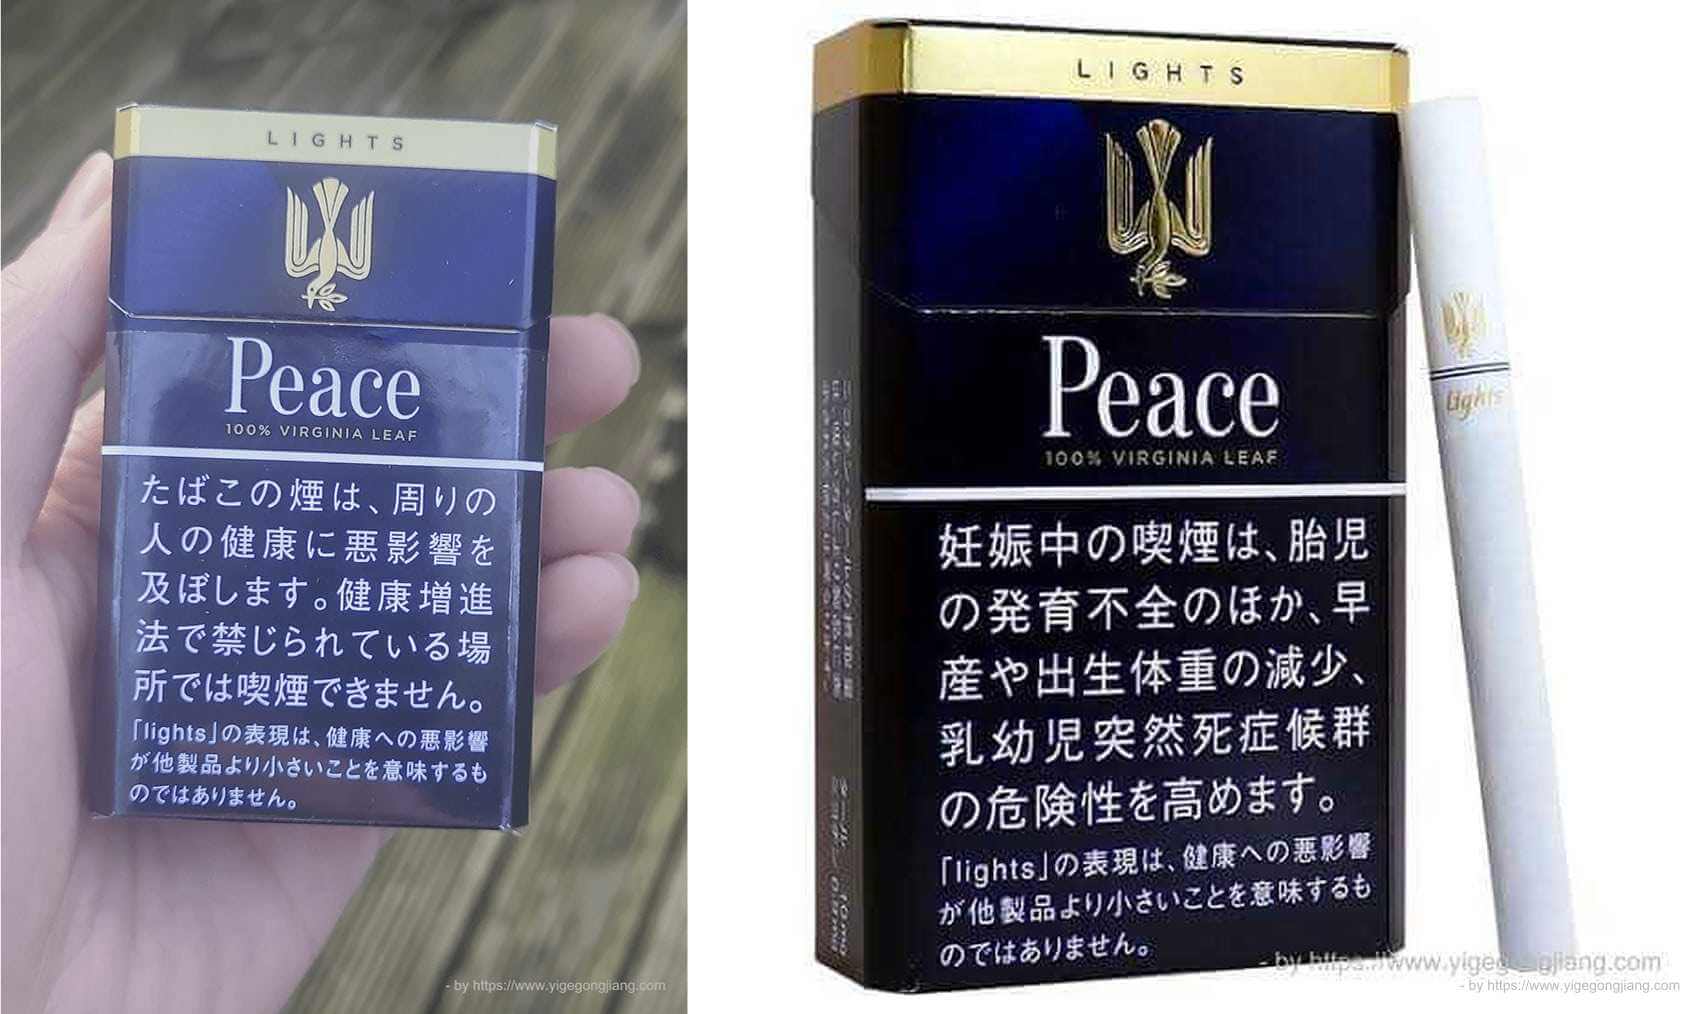 LIGHTS
Peace
100% VIRGINIA LEAF
たばこの煙は、周りの
人の健康に悪影響を
及ぼします。健康増進
法で禁じられている場
所では喫煙できません。
「lights」の表現は、健康への悪影響
が他製品より小さいことを意味するも
のではありません。
- by https://www.yigegongjiang.com
LIGHTS
Peace
100% VIRGINIA LEAF
妊娠中の喫煙は、胎児
の発育不全のほか、早
産や出生体重の減少、
乳幼児突然死症候群
の危険性を高めます。
「lights」の表現は、健康への悪影響
が他製品より小さいことを意味するも
のではありません。
Lights
- by https://www.yigegongjiang.com
- by https://www.yigegongjiang.com